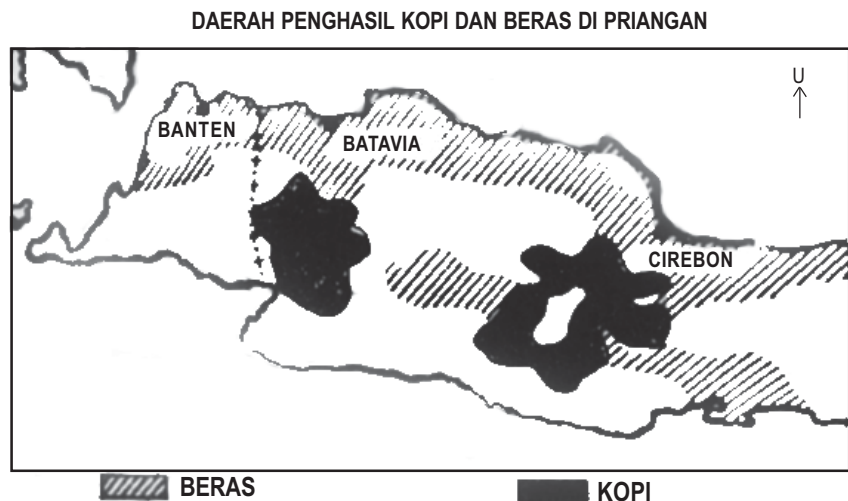 DAERAH PENGHASIL KOPI DAN BERAS DI PRIANGAN
U
BANTEN
BATAVIA
CIREBON
BERAS
KOPI